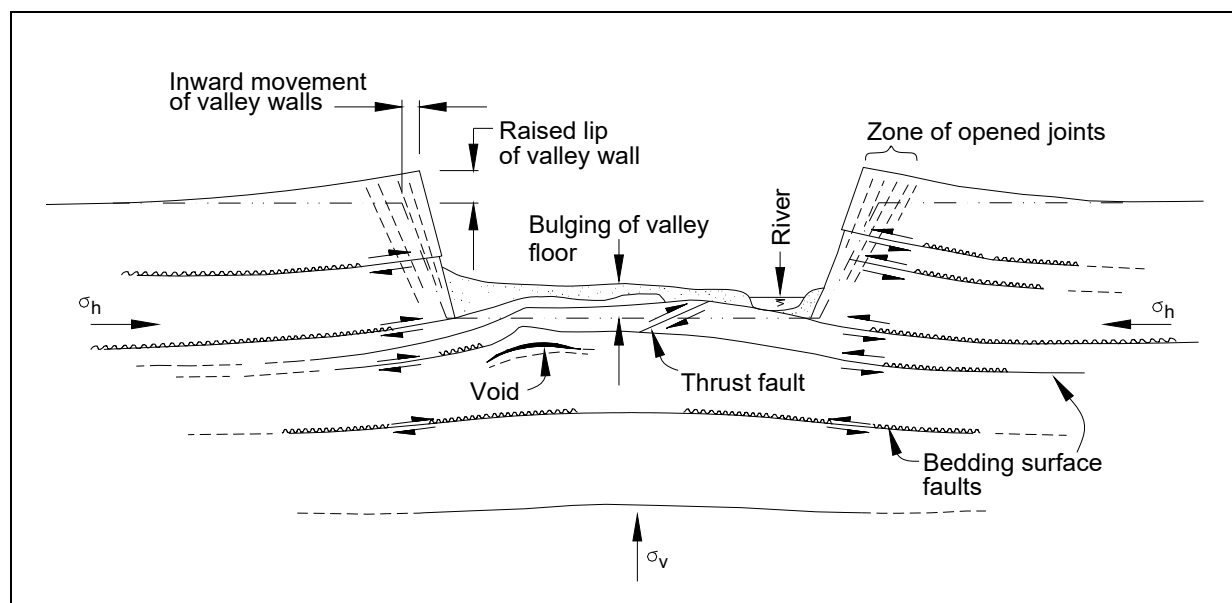 Inward movement
of valley walls
Raised lip
of valley wall
Zone of opened joints
Bulging of valley
floor
River
σh
σh
Void
Thrust fault
Bedding surface
faults
σv